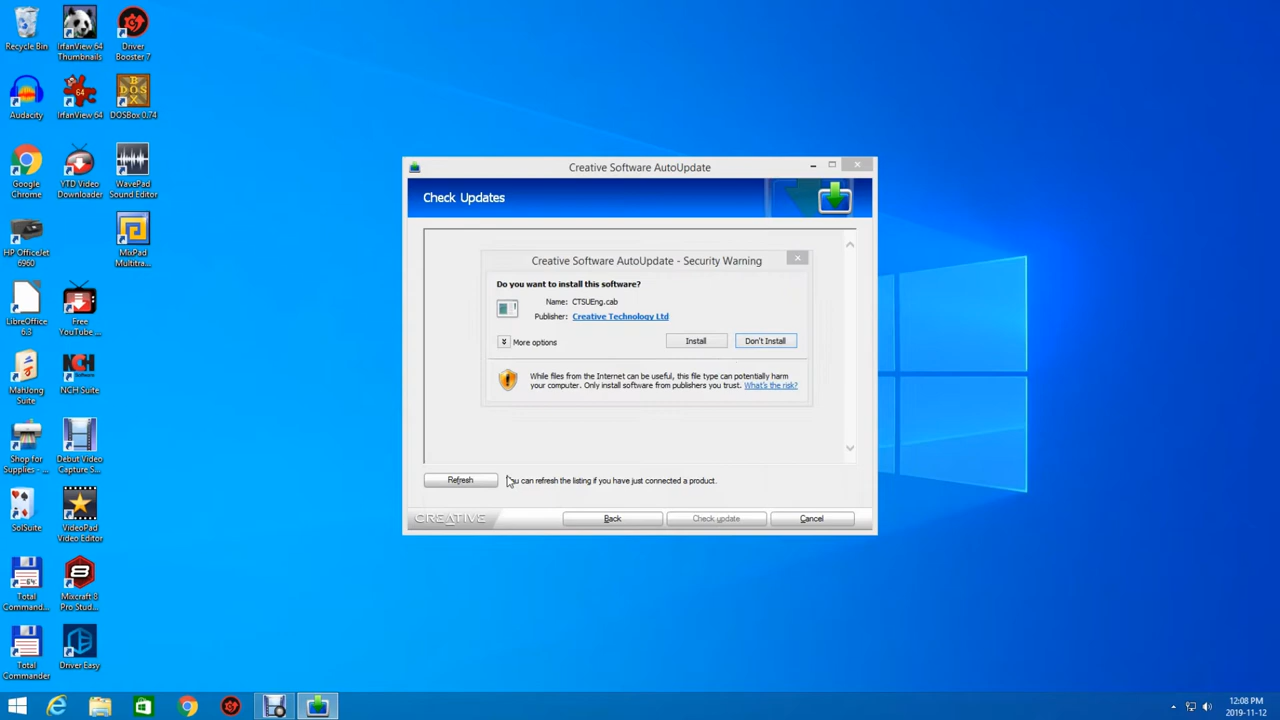 Recycle Bin
IrfanView 64
Thumbnails
Driver
Booster 7
Audacity
IrfanView 64
DOSBox 0.74
Google
Chrome
YTD Video
Downloader
WavePad
Sound Editor
HP OfficeJet
6960
MixPad
Multitra...
LibreOffice
6.3
Free
YouTube ...
Mahjong
Suite
NCH Suite
Shop for
Supplies - ...
Debut Video
Capture S...
SolSuite
VideoPad
Video Editor
Total
Comman...
Mixcraft 8
Pro Stud...
Total
Commander
Driver Easy
Creative Software AutoUpdate
Check Updates
Creative Software AutoUpdate - Security Warning
Do you want to install this software?
Name: CTSUEng.cab
Publisher: Creative Technology Ltd
More options
Install
Don't Install
While files from the Internet can be useful, this file type can potentially harm
your computer. Only install software from publishers you trust. What's the risk?
Refresh
You can refresh the listing if you have just connected a product.
CREATIVE
Back
Check update
Cancel
12:08 PM
2019-11-12